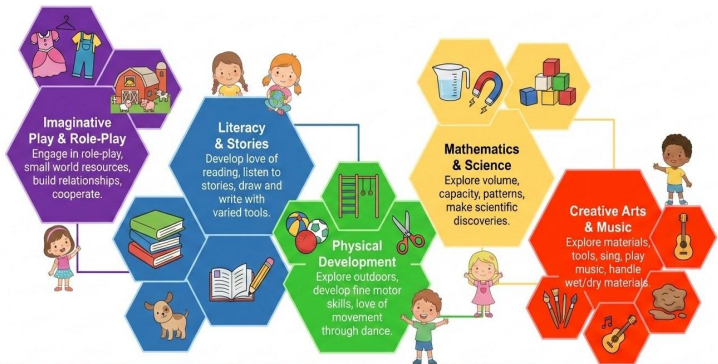 Imaginative
Play & Role-Play
Engage in role-play,
small world resources,
build relationships,
cooperate.
Literacy
& Stories
Develop love of
reading, listen to
stories, draw and
write with
varied tools.
Physical
Development
Explore outdoors,
develop fine motor
skills, love of
movement
through dance.
Mathematics
& Science
Explore volume,
capacity, patterns,
make scientific
discoveries.
Creative Arts
& Music
Explore materials,
tools, sing, play
music, handle
wet/dry materials.